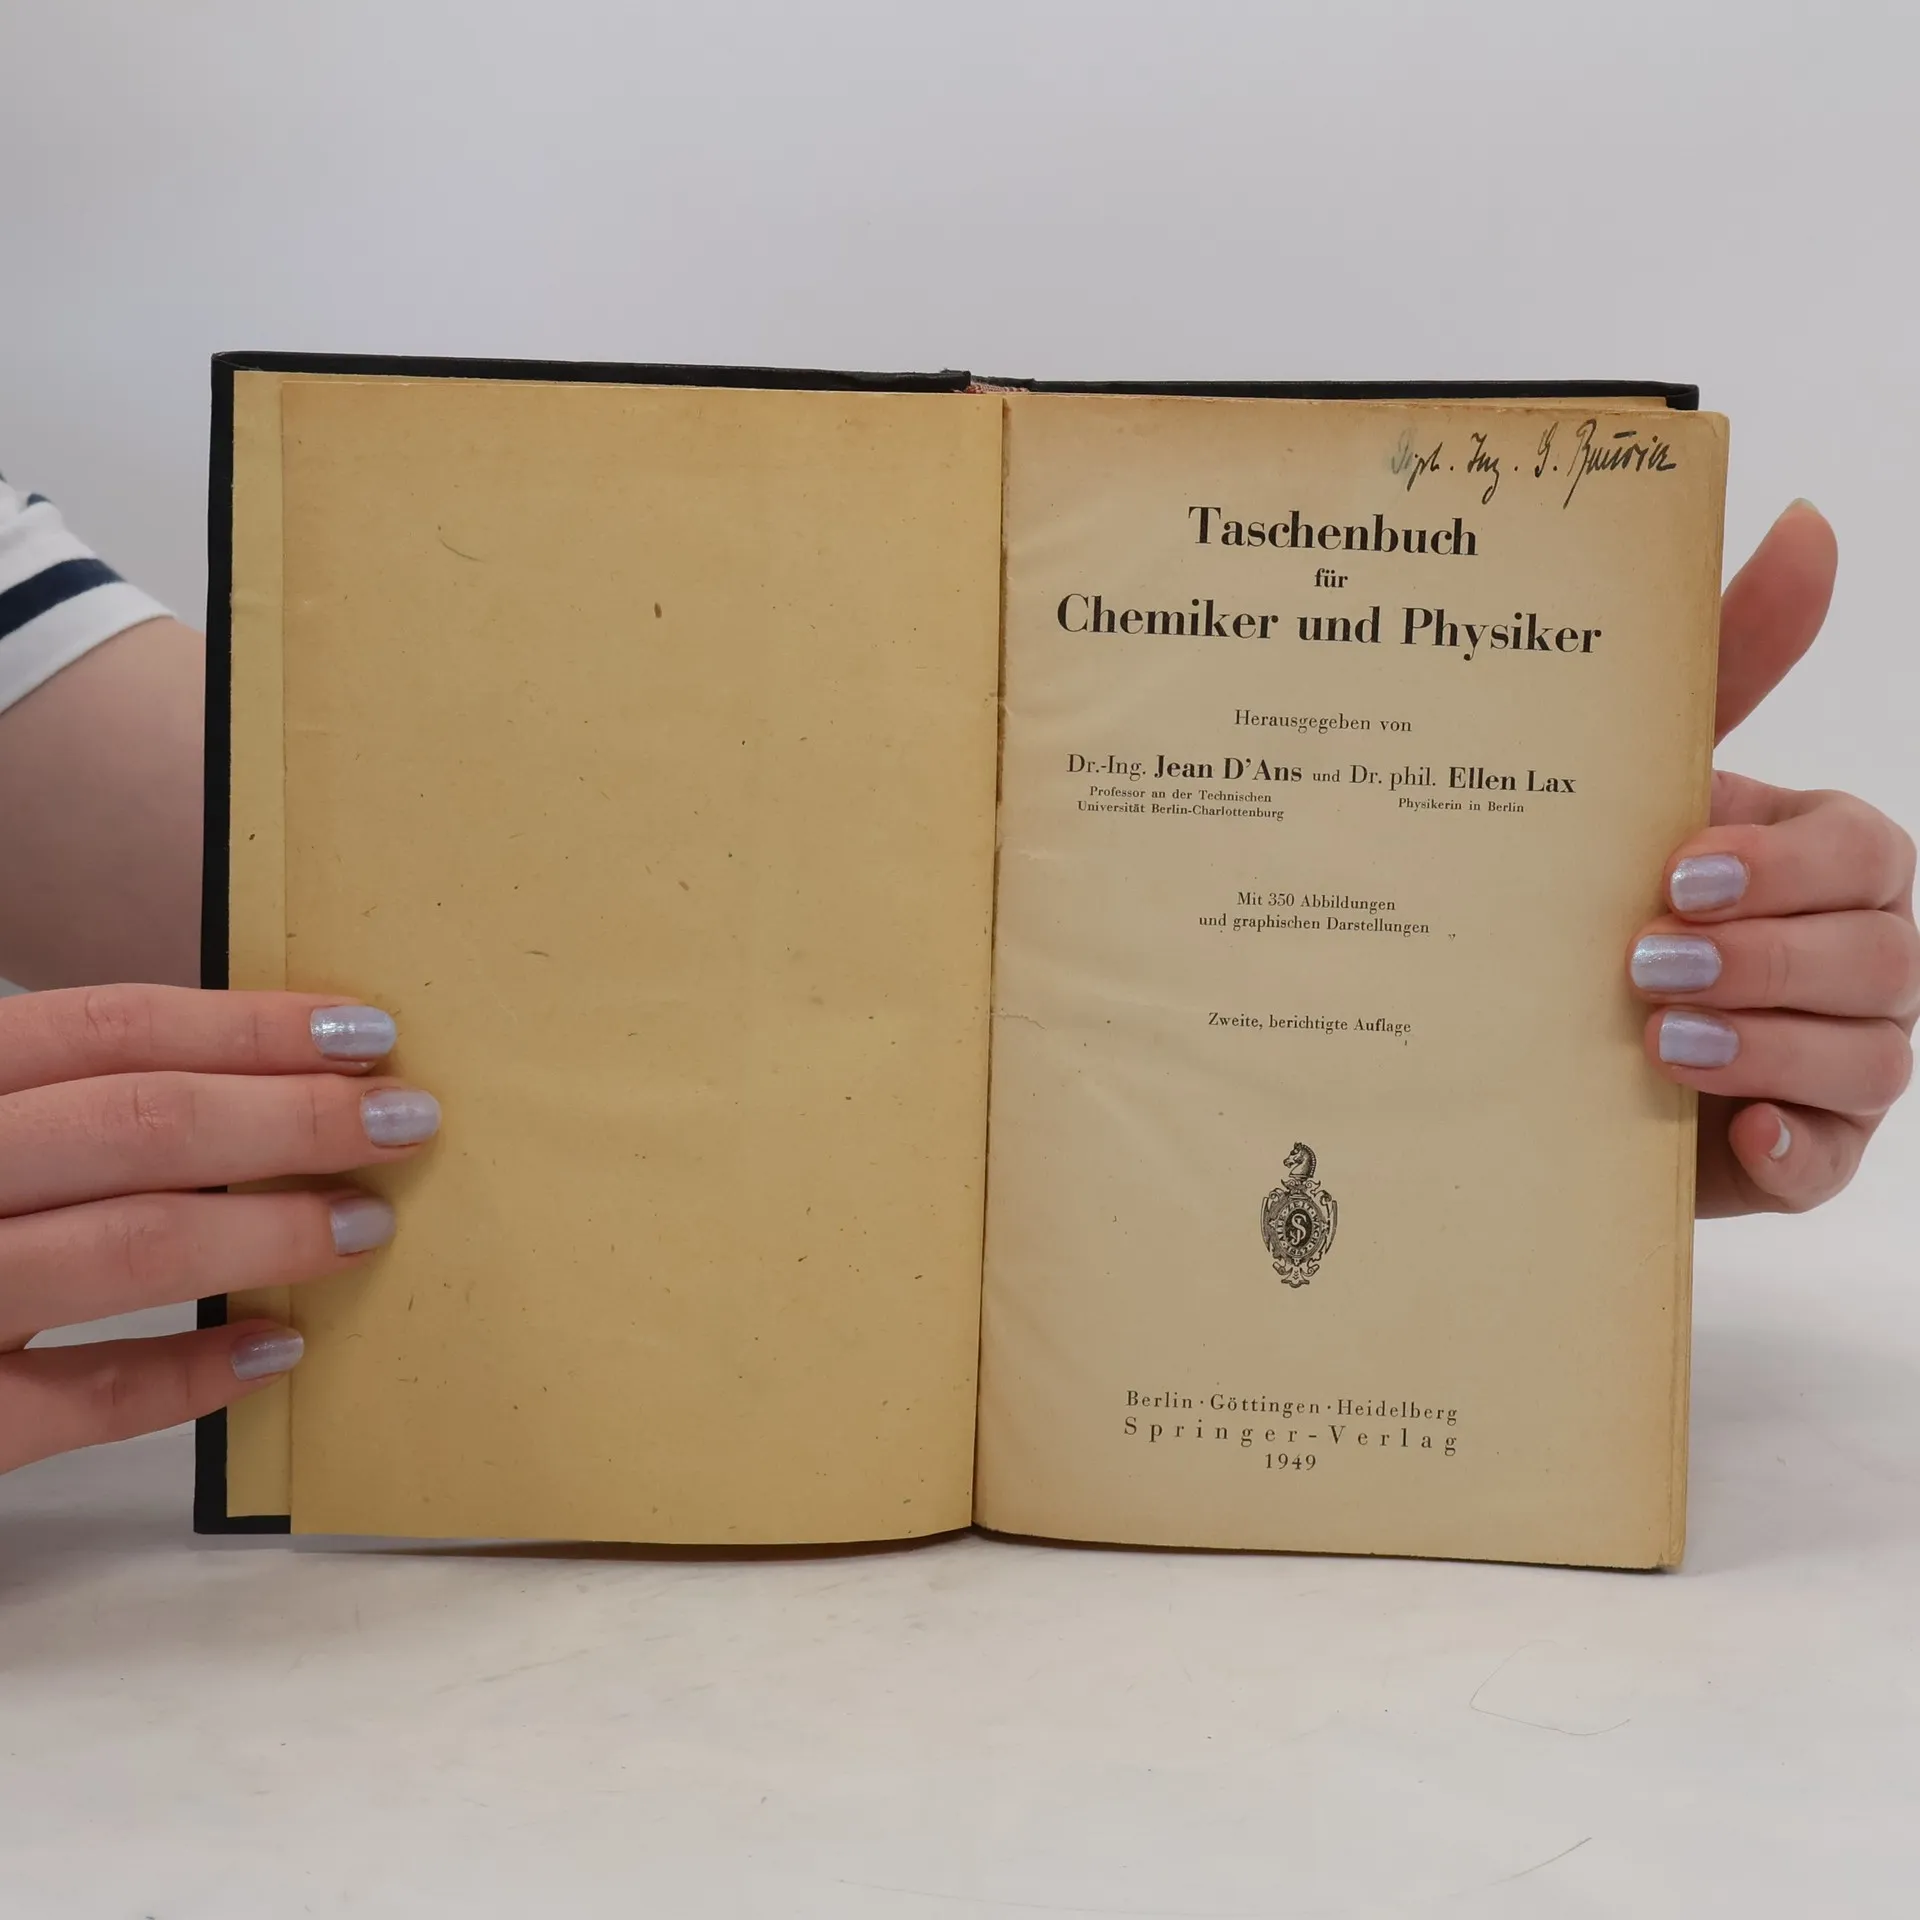 Dipl. Ing. G.
Taschenbuch
für
Chemiker und Physiker
Herausgegeben von
Dr.-Ing. Jean D'Ans und Dr. phil. Ellen Lax
Professor an der Technischen
Universität Berlin-Charlottenburg
Physikerin in Berlin
Mit 350 Abbildungen
und graphischen Darstellungen
Zweite, berichtigte Auflage
Berlin · Göttingen · Heidelberg
Springer-Verlag
1949